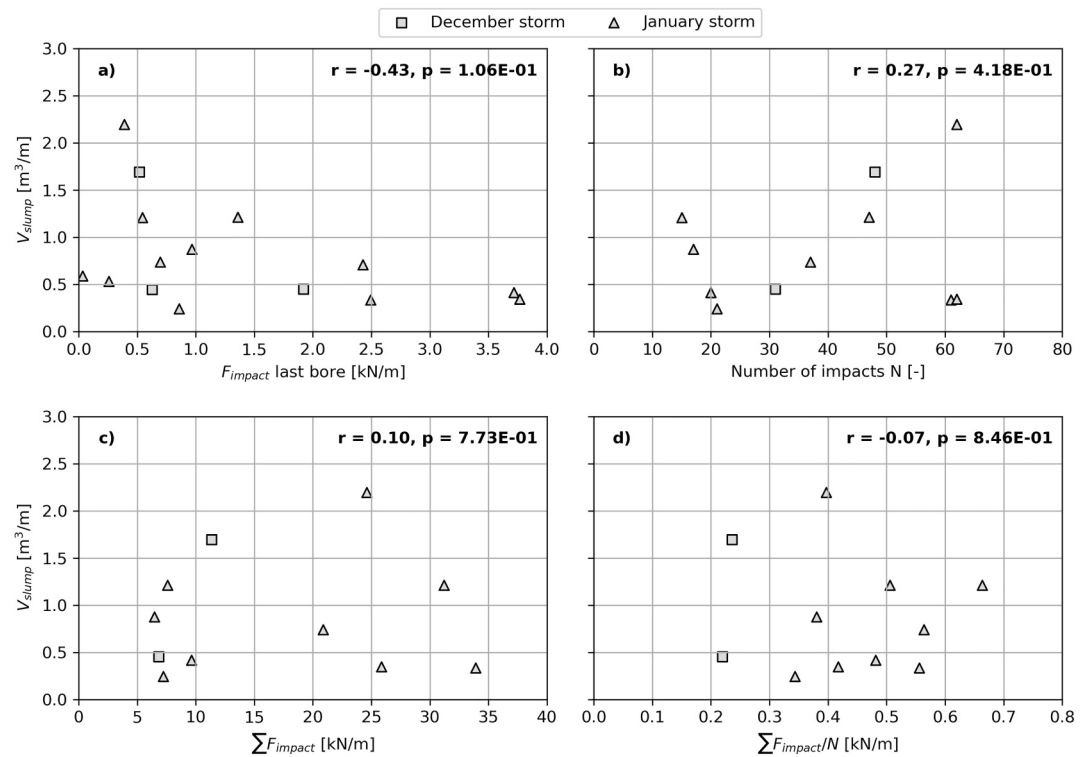 December storm January storm
a) r = -0.43, p = 1.06E-01
b) r = 0.27, p = 4.18E-01
3.0
2.5
2.0
1.5
1.0
0.5
0.0
V_slump [m³/m]
0.0 0.5 1.0 1.5 2.0 2.5 3.0 3.5 4.0
F_impact last bore [kN/m]
0 10 20 30 40 50 60 70 80
Number of impacts N [-]
c) r = 0.10, p = 7.73E-01
d) r = -0.07, p = 8.46E-01
3.0
2.5
2.0
1.5
1.0
0.5
0.0
V_slump [m³/m]
0 5 10 15 20 25 30 35 40
∑F_impact [kN/m]
0.0 0.1 0.2 0.3 0.4 0.5 0.6 0.7 0.8
∑F_impact/N [kN/m]